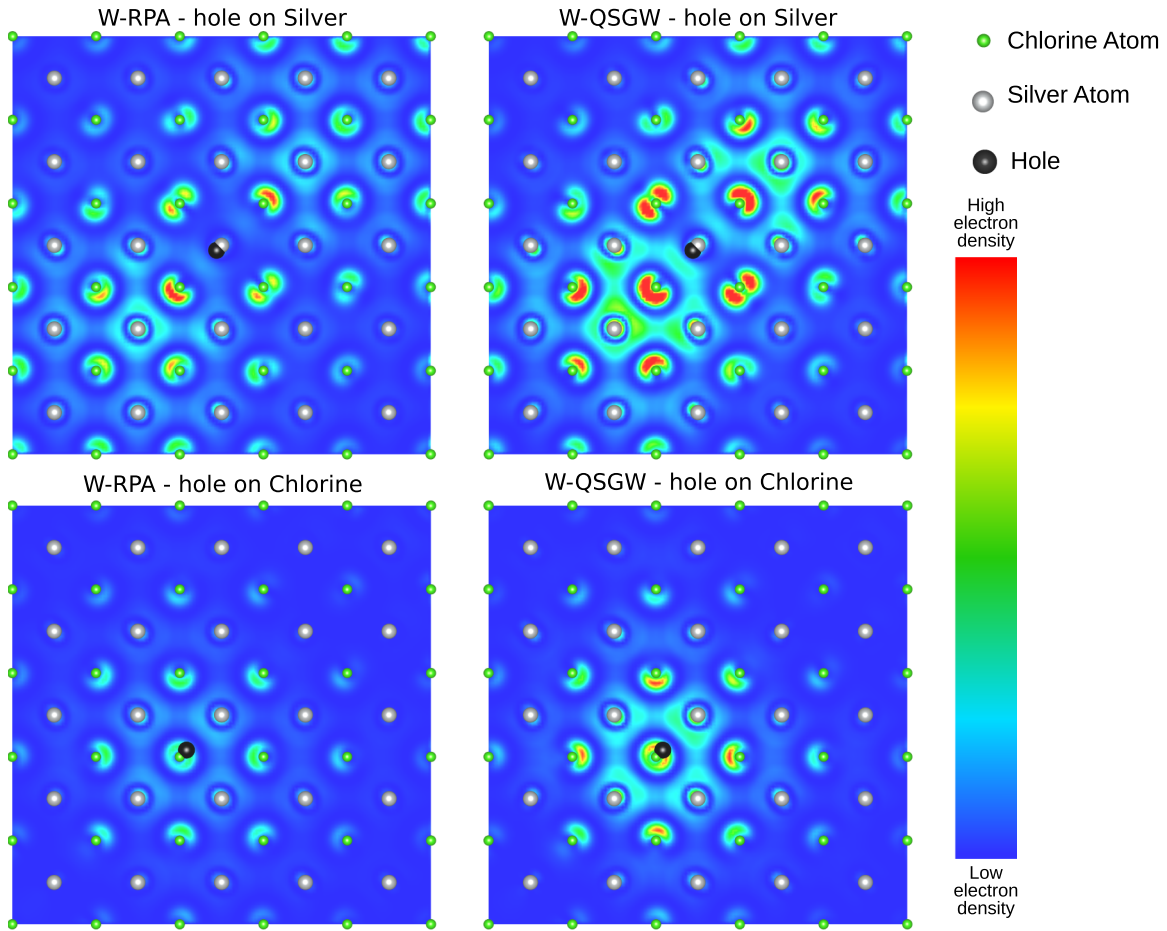 W-RPA - hole on Silver
W-QSGW - hole on Silver
Chlorine Atom
Silver Atom
Hole
High
electron
density
W-RPA - hole on Chlorine
W-QSGW - hole on Chlorine
Low
electron
density